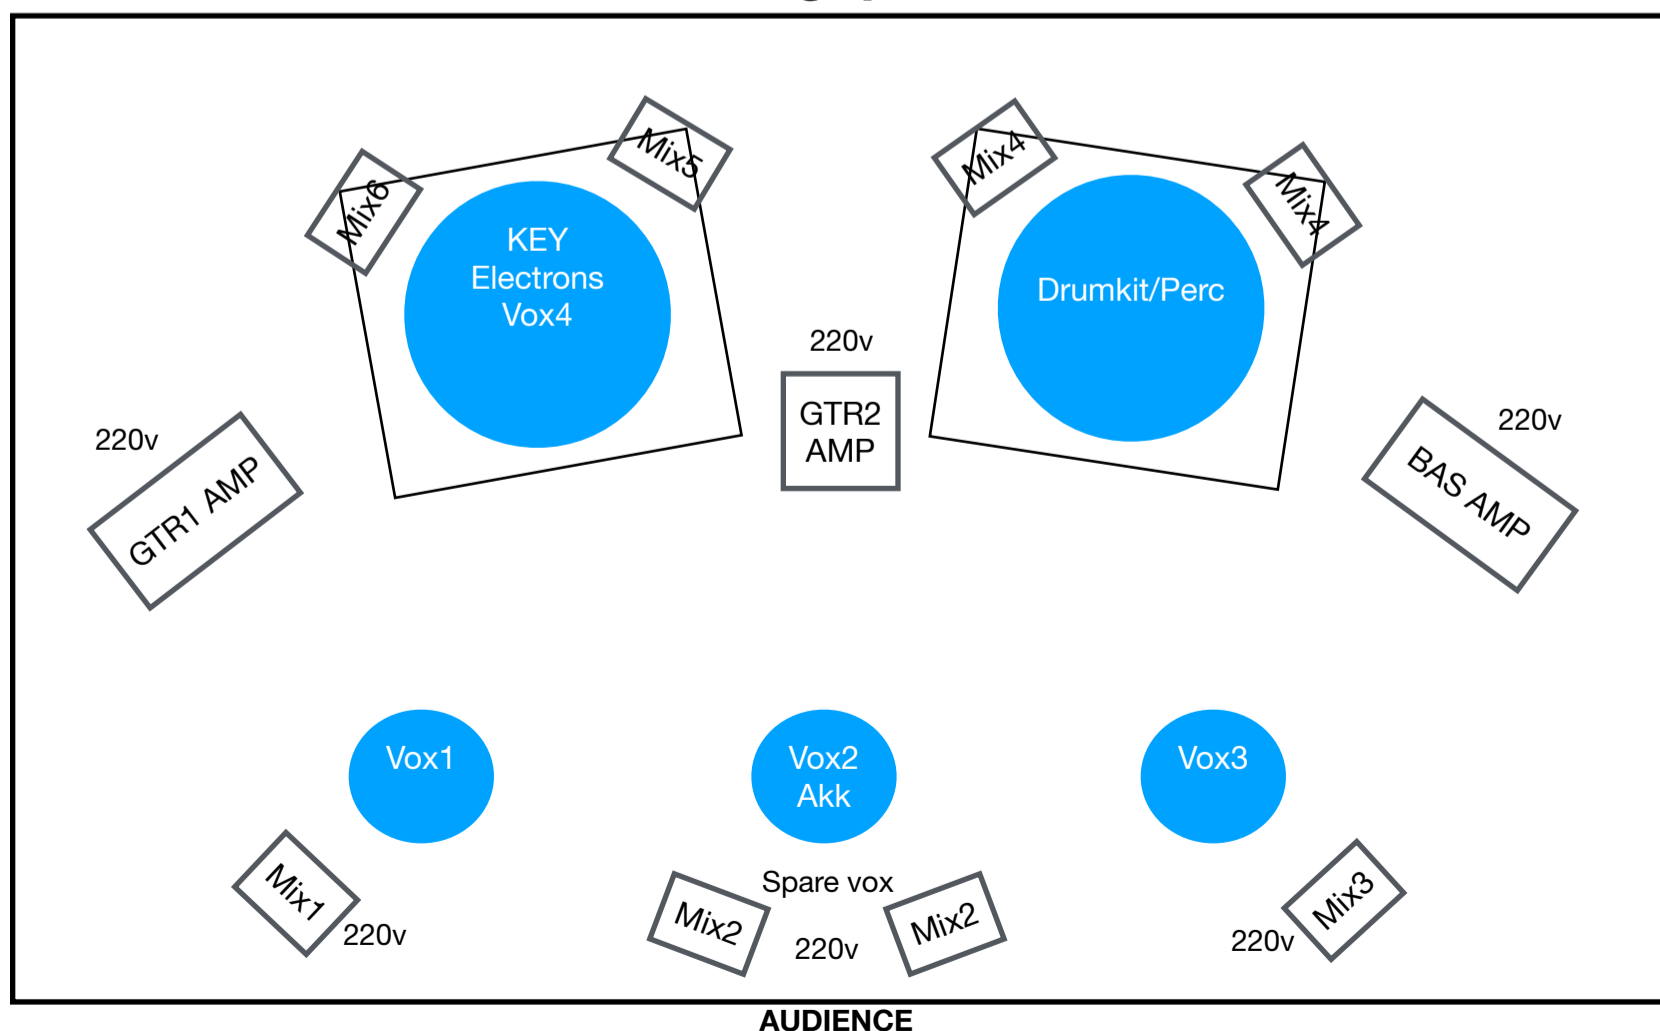 Mix5
Mix4
Mix6
Mix4
KEY
Electrons
Vox4
Drumkit/Perc
220v
GTR2
AMP
220v
GTR1 AMP
220v
BAS AMP
Vox1
Vox2
Akk
Vox3
Mix1
220v
Spare vox
Mix2
220v
Mix2
Mix3
220v
AUDIENCE